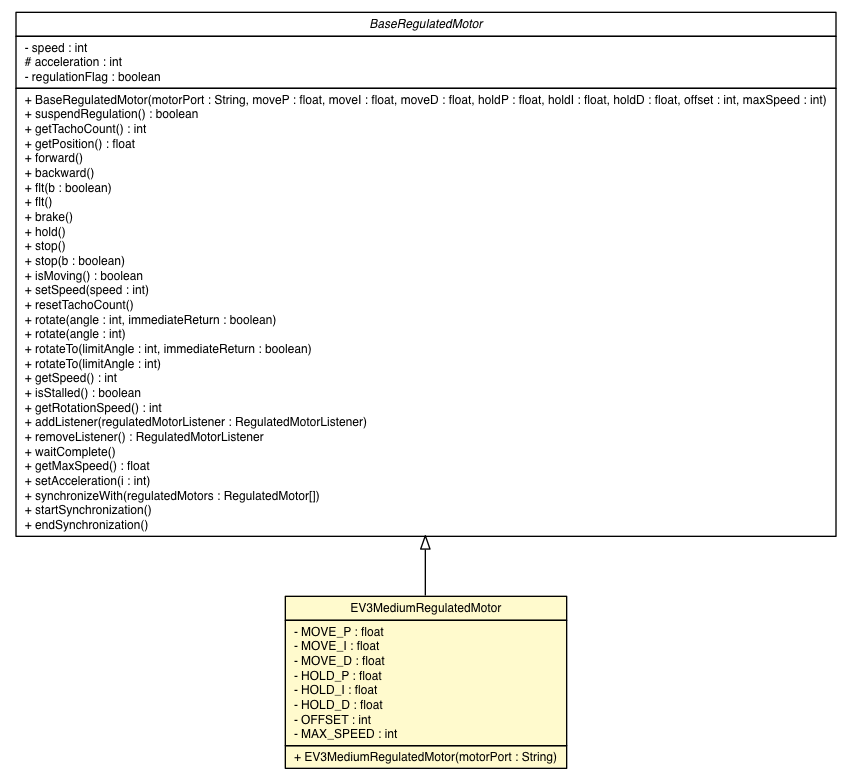 BaseRegulatedMotor
- speed : int
# acceleration : int
- regulationFlag : boolean
+ BaseRegulatedMotor(motorPort : String, moveP : float, moveI : float, moveD : float, holdP : float, holdI : float, holdD : float, offset : int, maxSpeed : int)
+ suspendRegulation() : boolean
+ getTachoCount() : int
+ getPosition() : float
+ forward()
+ backward()
+ flt(b : boolean)
+ flt()
+ brake()
+ hold()
+ stop()
+ stop(b : boolean)
+ isMoving() : boolean
+ setSpeed(speed : int)
+ resetTachoCount()
+ rotate(angle : int, immediateReturn : boolean)
+ rotate(angle : int)
+ rotateTo(limitAngle : int, immediateReturn : boolean)
+ rotateTo(limitAngle : int)
+ getSpeed() : int
+ isStalled() : boolean
+ getRotationSpeed() : int
+ addListener(regulatedMotorListener : RegulatedMotorListener)
+ removeListener() : RegulatedMotorListener
+ waitComplete()
+ getMaxSpeed() : float
+ setAcceleration(i : int)
+ synchronizeWith(regulatedMotors : RegulatedMotor[])
+ startSynchronization()
+ endSynchronization()
EV3MediumRegulatedMotor
- MOVE_P : float
- MOVE_I : float
- MOVE_D : float
- HOLD_P : float
- HOLD_I : float
- HOLD_D : float
- OFFSET : int
- MAX_SPEED : int
+ EV3MediumRegulatedMotor(motorPort : String)